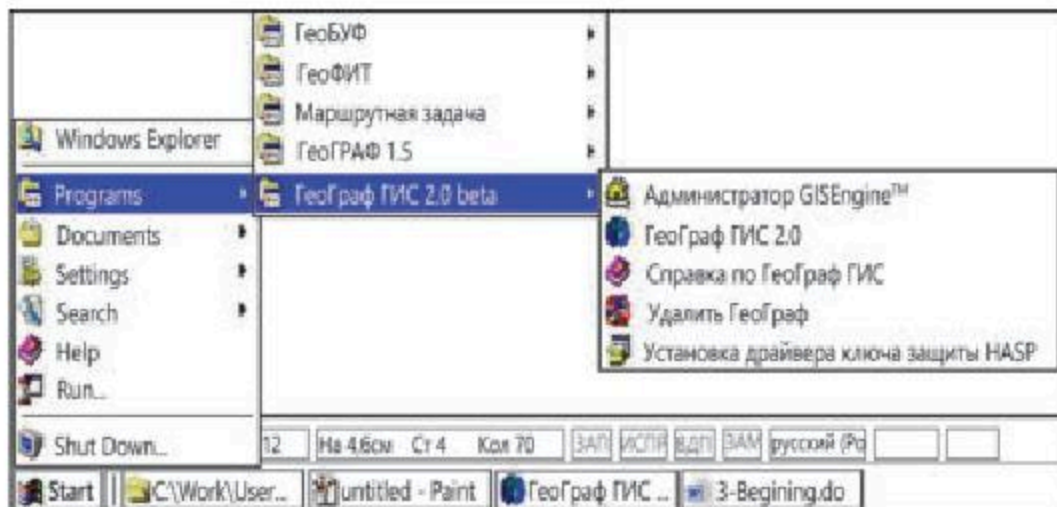 ГеоБУФ
ГеоФИТ
Маршрутная задача
ГеоГРАФ 1.5
ГеоГраф ГИС 2.0 beta
Windows Explorer
Programs
Documents
Settings
Search
Help
Run...
Shut Down...
Администратор GISEngine™
ГеоГраф ГИС 2.0
Справка по ГеоГраф ГИС
Удалить ГеоГраф
Установка драйвера ключа защиты HASP
12 На 4,6см Ст 4 Кол 70 ЗАП ИСПР ВДЛ ЗАМ русский (Ро
Start C:\Work\User... untitled - Paint ГеоГраф ГИС ... 3-Begining.do